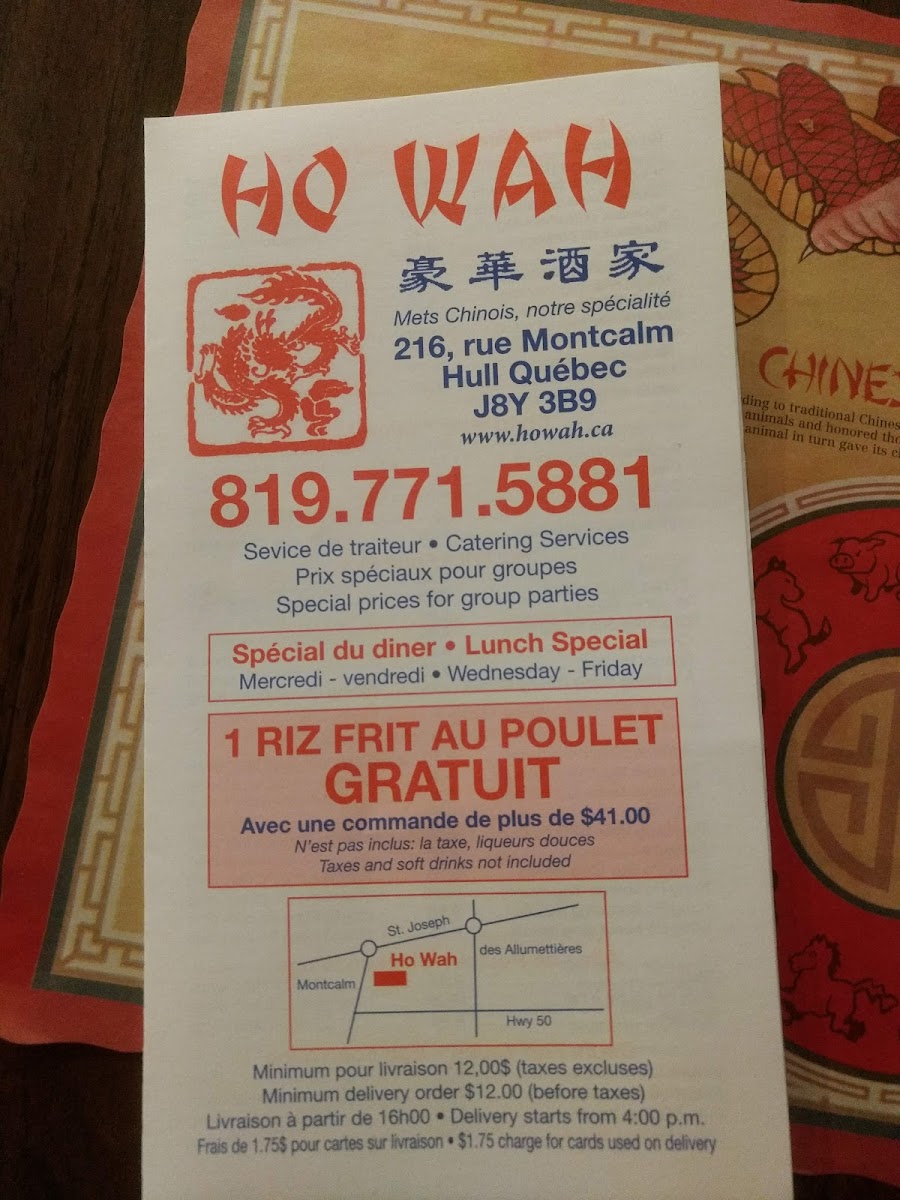 HO WAH
豪華酒家
Mets Chinois, notre spécialité
216, rue Montcalm
Hull Québec
J8Y 3B9
www.howah.ca
819.771.5881
Sevice de traiteur • Catering Services
Prix spéciaux pour groupes
Special prices for group parties
Spécial du diner • Lunch Special
Mercredi - vendredi • Wednesday - Friday
1 RIZ FRIT AU POULET
GRATUIT
Avec une commande de plus de $41.00
N'est pas inclus: la taxe, liqueurs douces
Taxes and soft drinks not included
St. Joseph
Ho Wah
des Allumettières
Montcalm
Hwy 50
Minimum pour livraison 12,00$ (taxes excluses)
Minimum delivery order $12.00 (before taxes)
Livraison à partir de 16h00 • Delivery starts from 4:00 p.m.
Frais de 1.75$ pour cartes sur livraison • $1.75 charge for cards used on delivery
CHINES
ding to traditional Chines
animals and honored tho
animal in turn gave its c